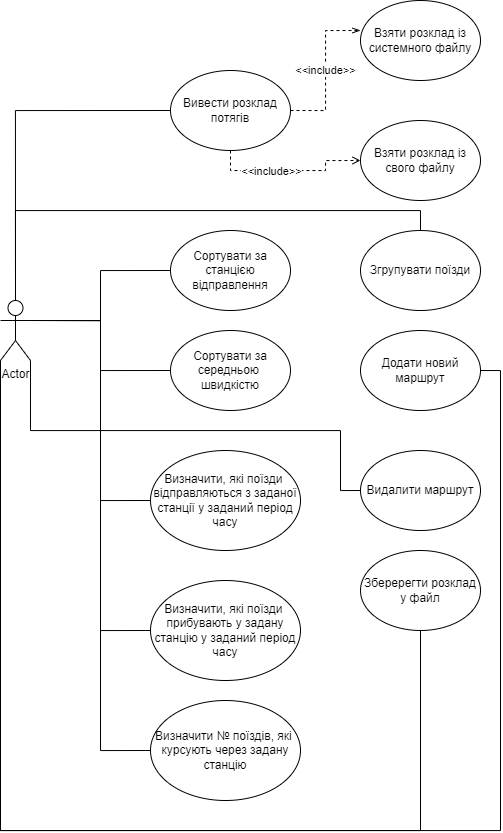 Взяти розклад із
системного файлу
<<include>>
Вивести розклад
потягів
Взяти розклад із
свого файлу
<<include>>
Сортувати за
станцією
відправлення
Згрупувати поїзди
Actor
Сортувати за
середньою
швидкістю
Додати новий
маршрут
Визначити, які поїзди
відправляються з заданої
станції у заданий період
часу
Видалити маршрут
Зберерегти розклад
у файл
Визначити, які поїзди
прибувають у задану
станцію у заданий період
часу
Визначити № поїздів, які
курсують через задану
станцію